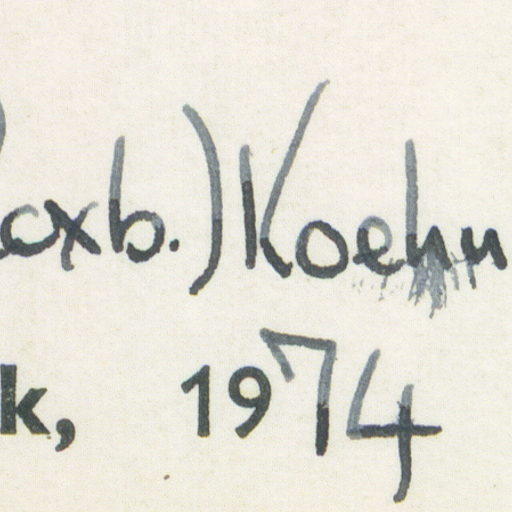 oxb.) Koehn
k, 1974